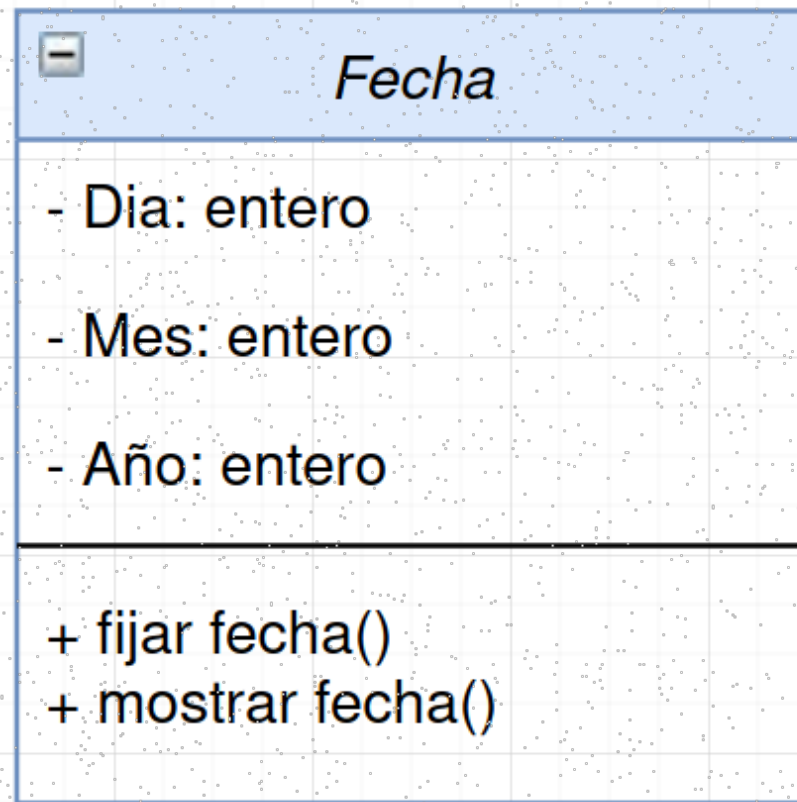 Fecha
- Dia: entero
- Mes: entero
- Año: entero
+ fijar fecha()
+ mostrar fecha()